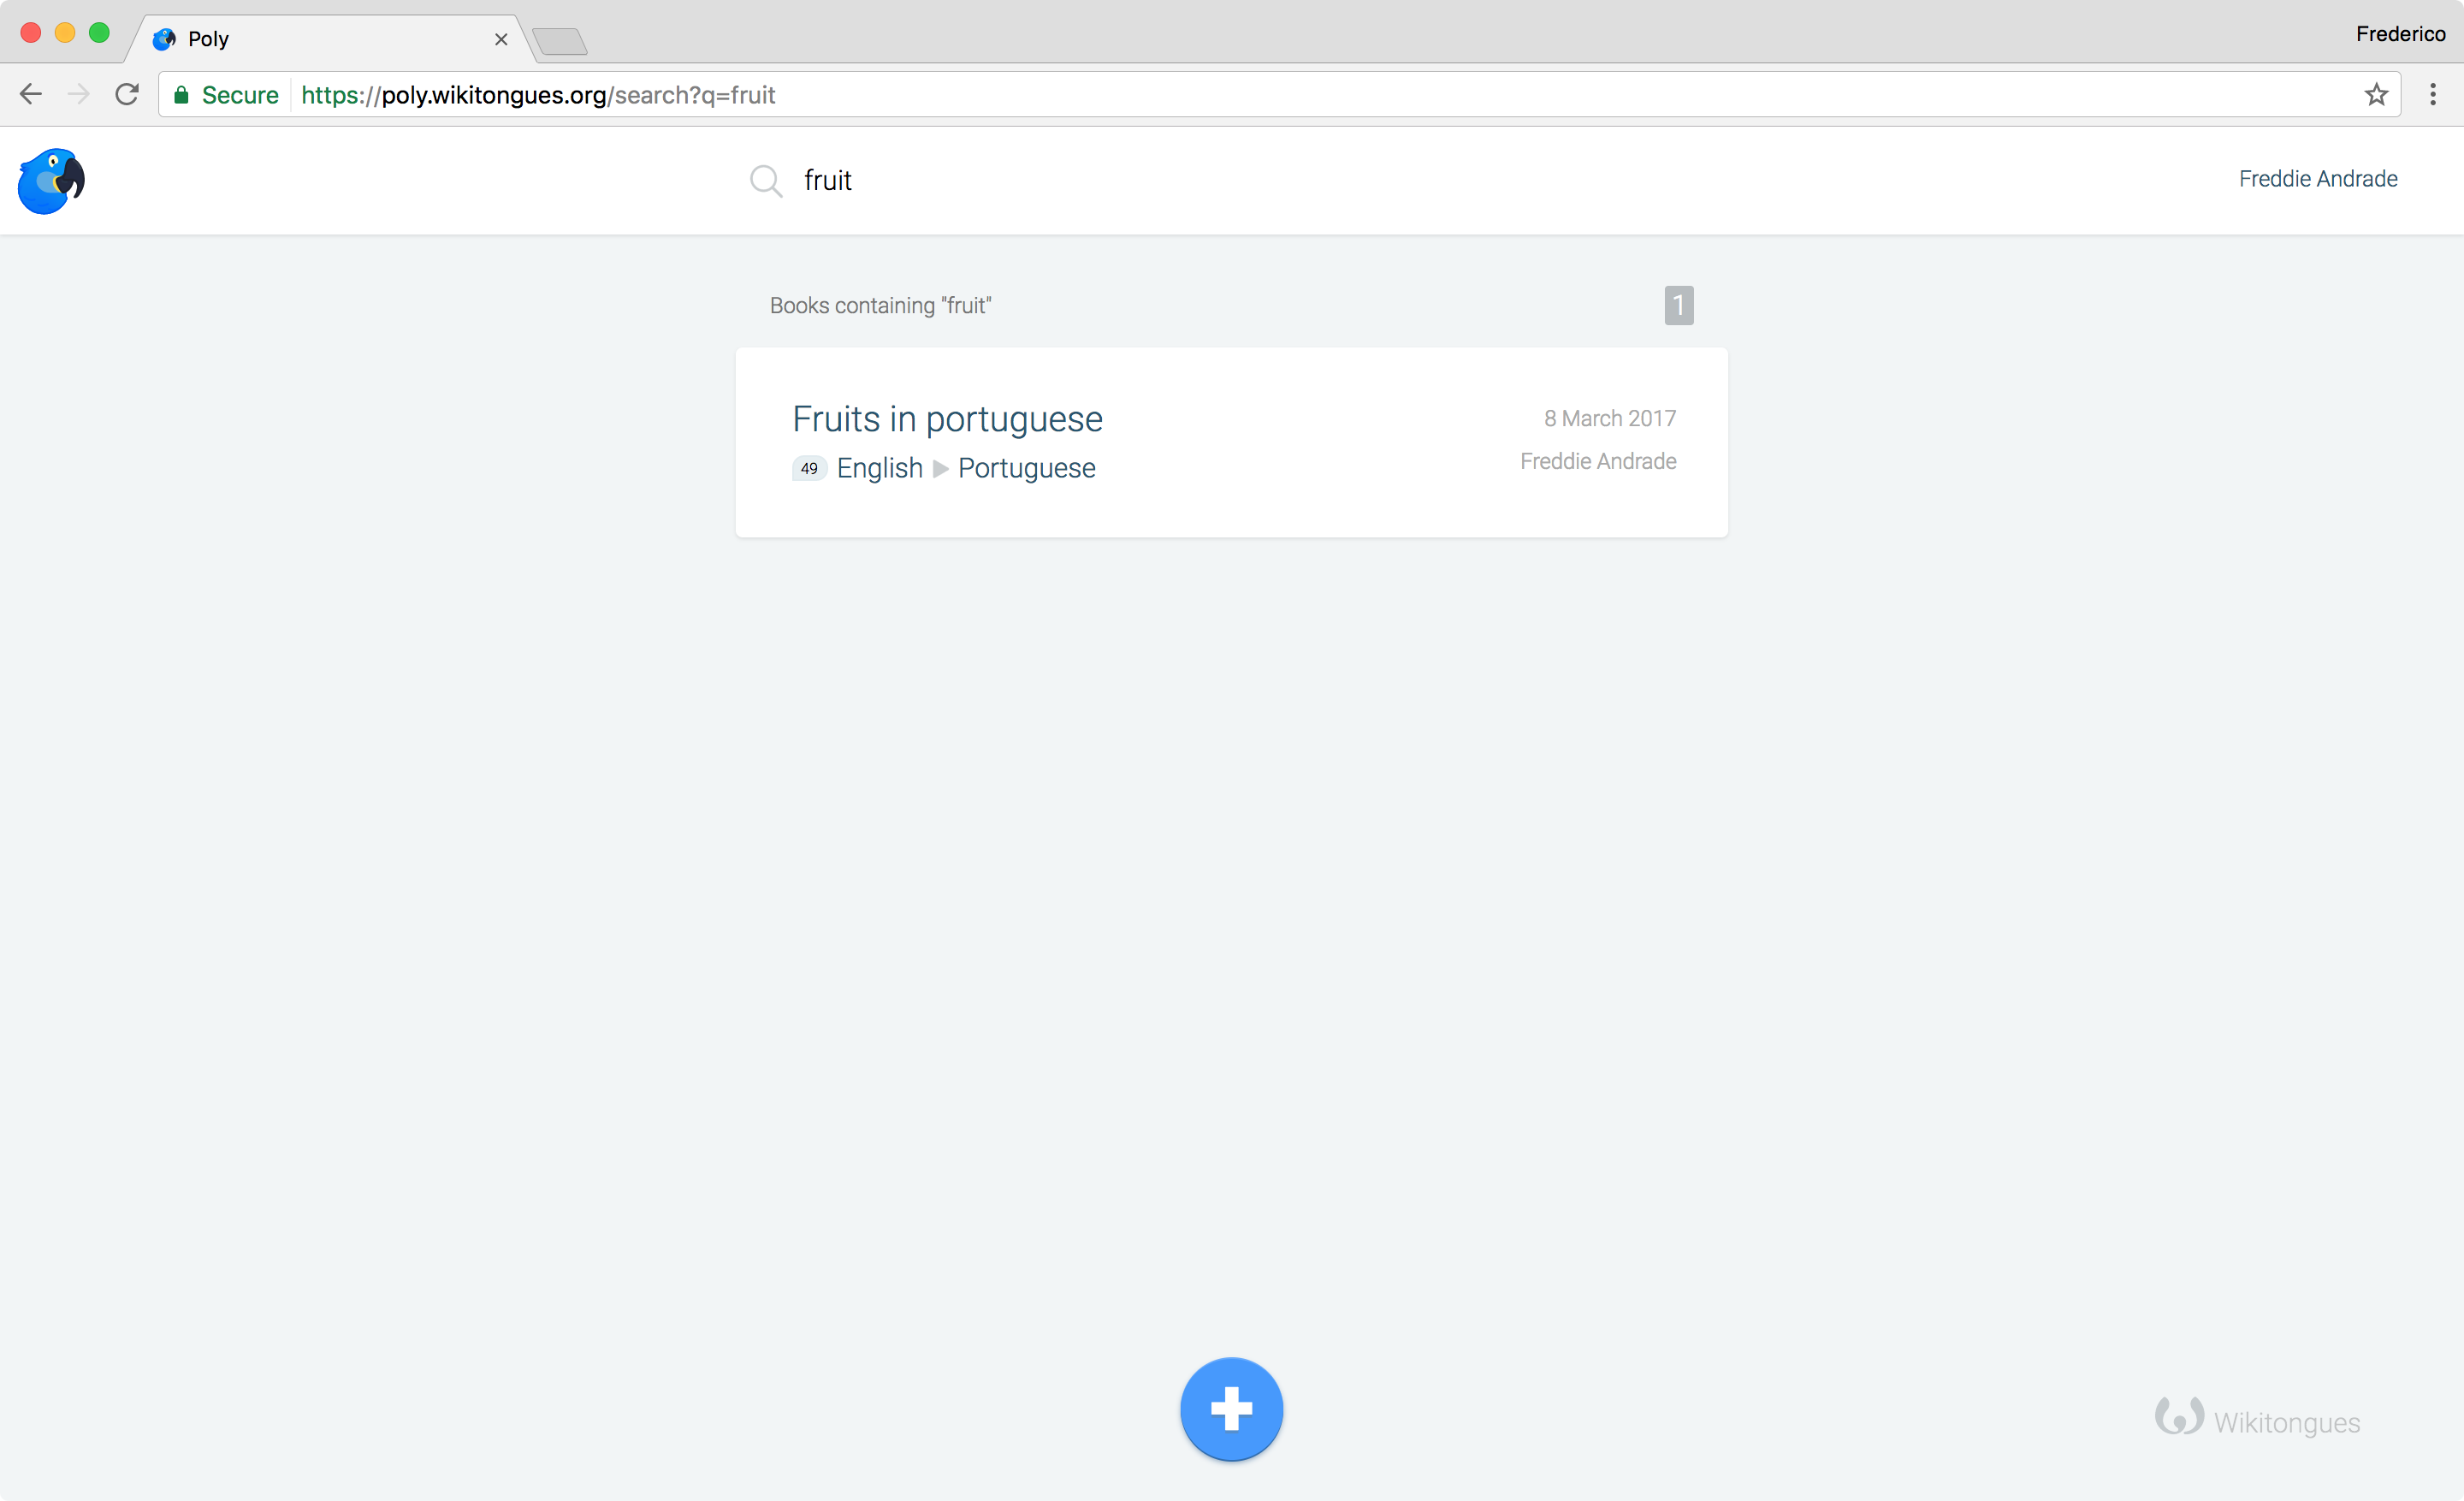 Poly
Frederico
Secure https://poly.wikitongues.org/search?q=fruit
fruit
Freddie Andrade
Books containing "fruit"
1
Fruits in portuguese
8 March 2017
49 English Portuguese
Freddie Andrade
Wikitongues